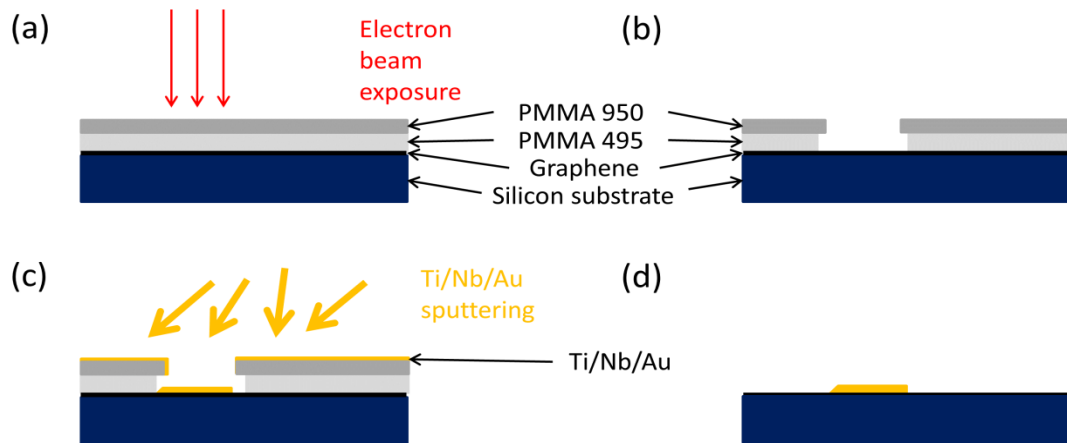 (a)
Electron
beam
exposure
(b)
PMMA 950
PMMA 495
Graphene
Silicon substrate
(c)
Ti/Nb/Au
sputtering
(d)
Ti/Nb/Au